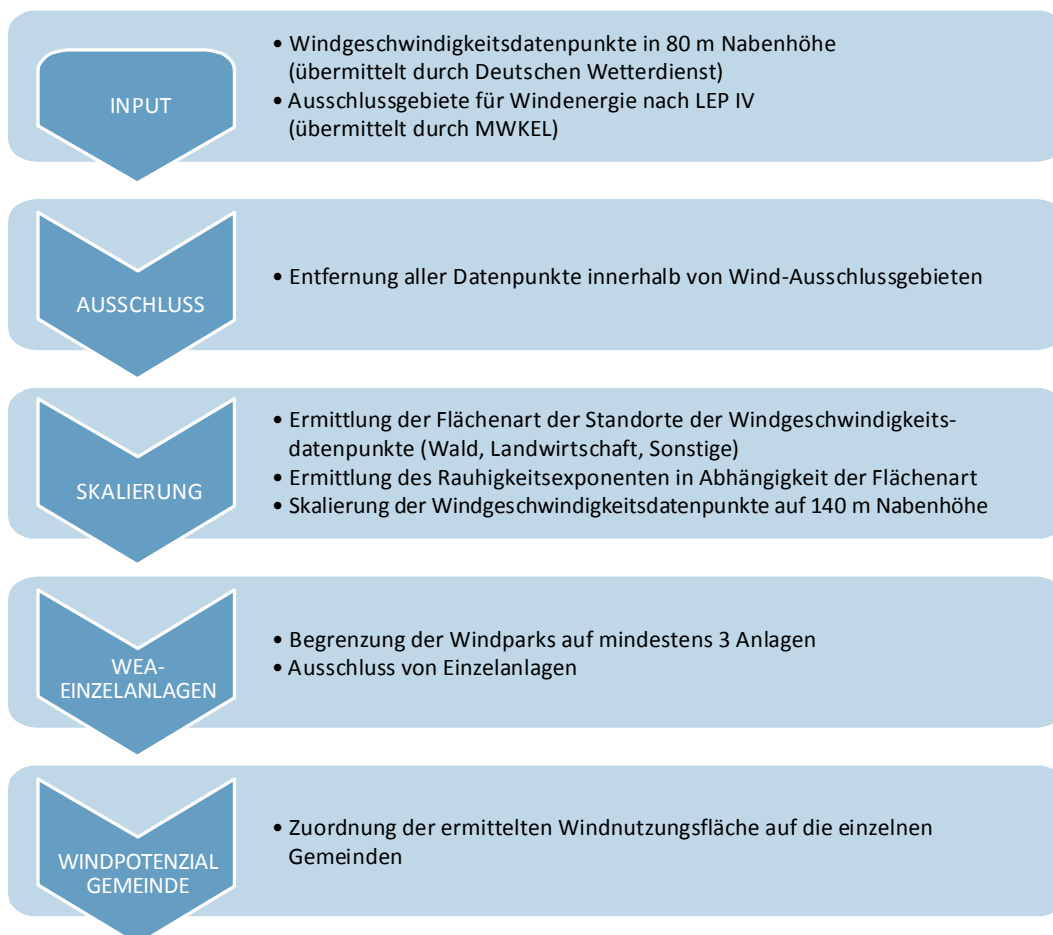 INPUT
• Windgeschwindigkeitsdatenpunkte in 80 m Nabenhöhe
(übermittelt durch Deutschen Wetterdienst)
• Ausschlussgebiete für Windenergie nach LEP IV
(übermittelt durch MWKEL)
AUSSCHLUSS
• Entfernung aller Datenpunkte innerhalb von Wind-Ausschlussgebieten
SKALIERUNG
• Ermittlung der Flächenart der Standorte der Windgeschwindigkeits-
datenpunkte (Wald, Landwirtschaft, Sonstige)
• Ermittlung des Rauhigkeitsexponenten in Abhängigkeit der Flächenart
• Skalierung der Windgeschwindigkeitsdatenpunkte auf 140 m Nabenhöhe
WEA-
EINZELANLAGEN
• Begrenzung der Windparks auf mindestens 3 Anlagen
• Ausschluss von Einzelanlagen
WINDPOTENZIAL
GEMEINDE
• Zuordnung der ermittelten Windnutzungsfläche auf die einzelnen
Gemeinden